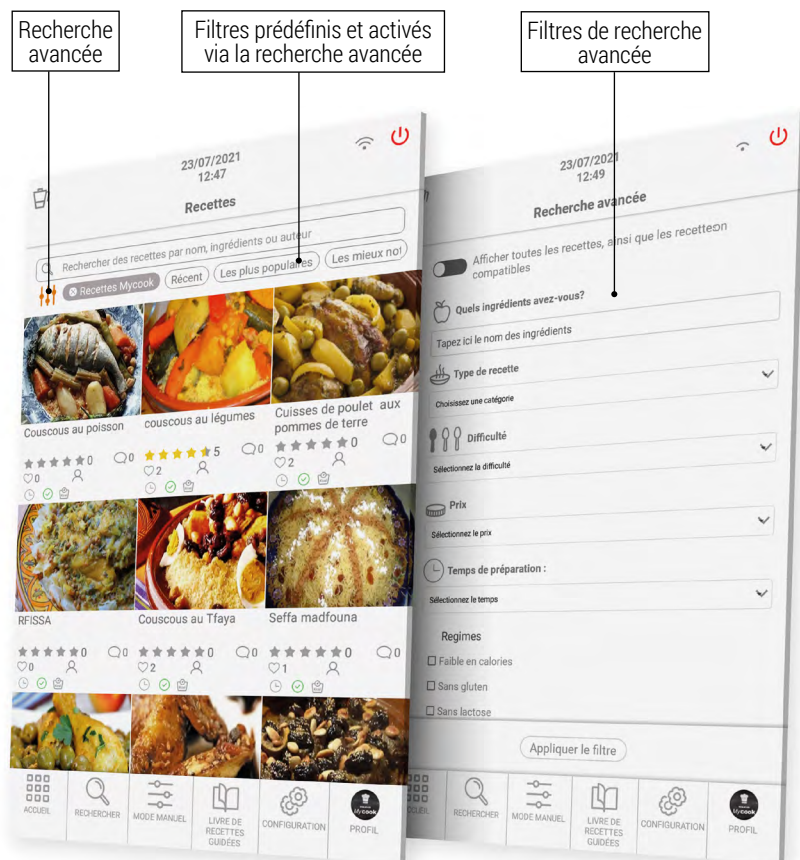 Recherche
avancée
Filtres prédéfinis et activés
via la recherche avancée
Filtres de recherche
avancée
23/07/2021
12:47
Recettes
Rechercher des recettes par nom, ingrédients ou auteur
Recettes Mycook
Récent
Les plus populaires
Les mieux not
Couscous au poisson
couscous au légumes
Cuisses de poulet aux
pommes de terre
0 0
5 0
0 0
0
2
2
RFISSA
Couscous au Tfaya
Seffa madfouna
0 0
0 0
0 0
0
2
1
ACCUEIL
RECHERCHER
MODE MANUEL
LIVRE DE
RECETTES
GUIDÉES
CONFIGURATION
Mycook
PROFIL
23/07/2021
12:49
Recherche avancée
Afficher toutes les recettes, ainsi que les recetteon
compatibles
Quels ingrédients avez-vous?
Tapez ici le nom des ingrédients
Type de recette
Choisissez une catégorie
Difficulté
Sélectionnez la difficulté
Prix
Sélectionnez le prix
Temps de préparation :
Sélectionnez le temps
Regimes
Faible en calories
Sans gluten
Sans lactose
Appliquer le filtre
CCUEIL
RECHERCHER
MODE MANUEL
LIVRE DE
RECETTES
GUIDÉES
CONFIGURATION
Mycook
PROFIL